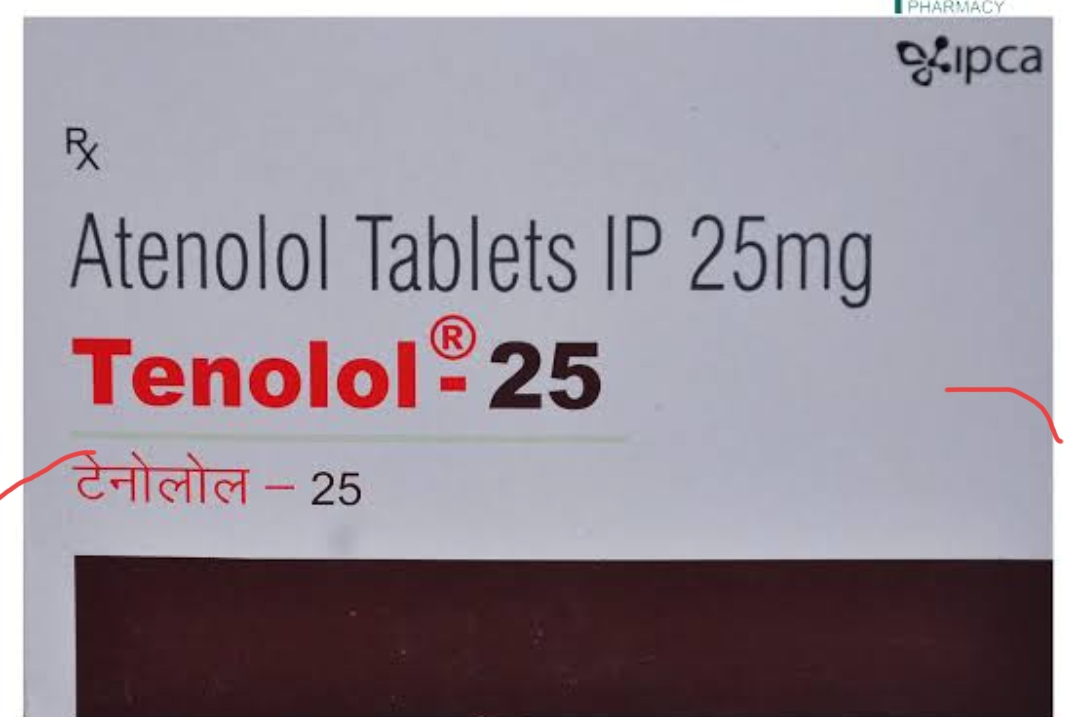 PHARMACY
ipca
Rx
Atenolol Tablets IP 25mg
Tenolol®-25
टेनोलोल – 25